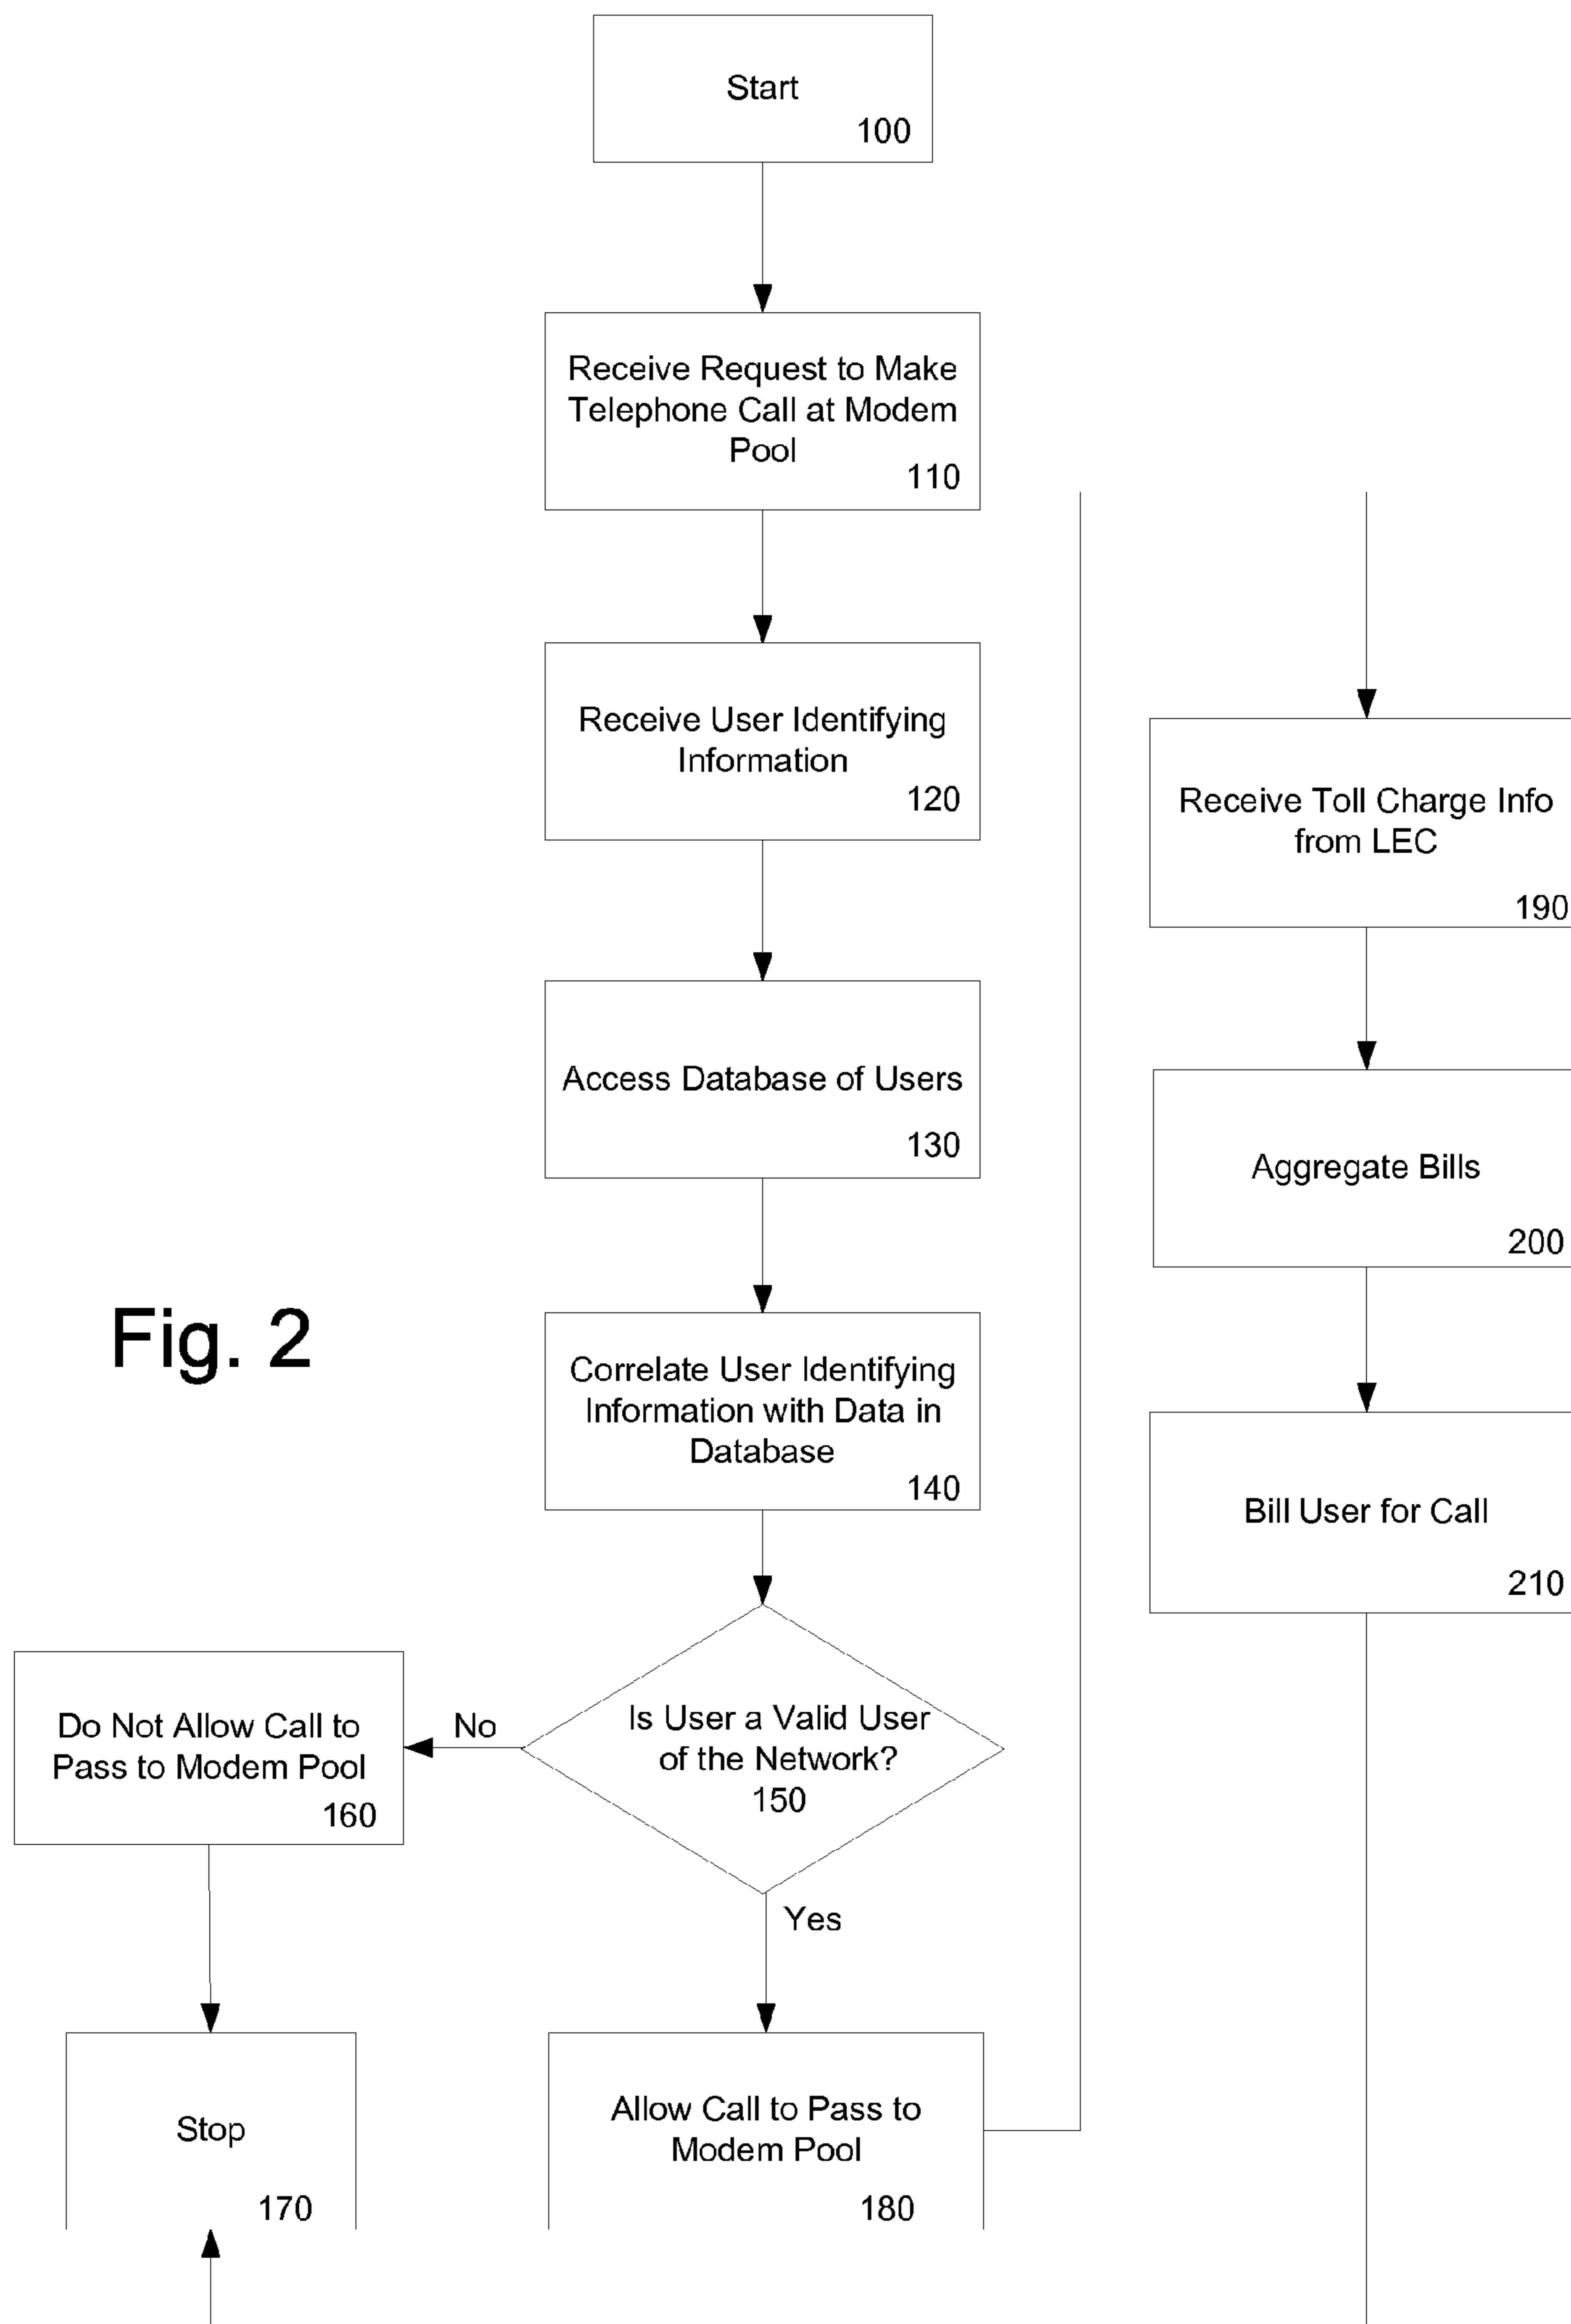 Start
100
Receive Request to Make
Telephone Call at Modem
Pool
110
Receive User Identifying
Information
120
Access Database of Users
130
Correlate User Identifying
Information with Data in
Database
140
Is User a Valid User
of the Network?
150
No
Do Not Allow Call to
Pass to Modem Pool
160
Stop
170
Yes
Allow Call to Pass to
Modem Pool
180
Receive Toll Charge Info
from LEC
190
Aggregate Bills
200
Bill User for Call
210
Fig. 2